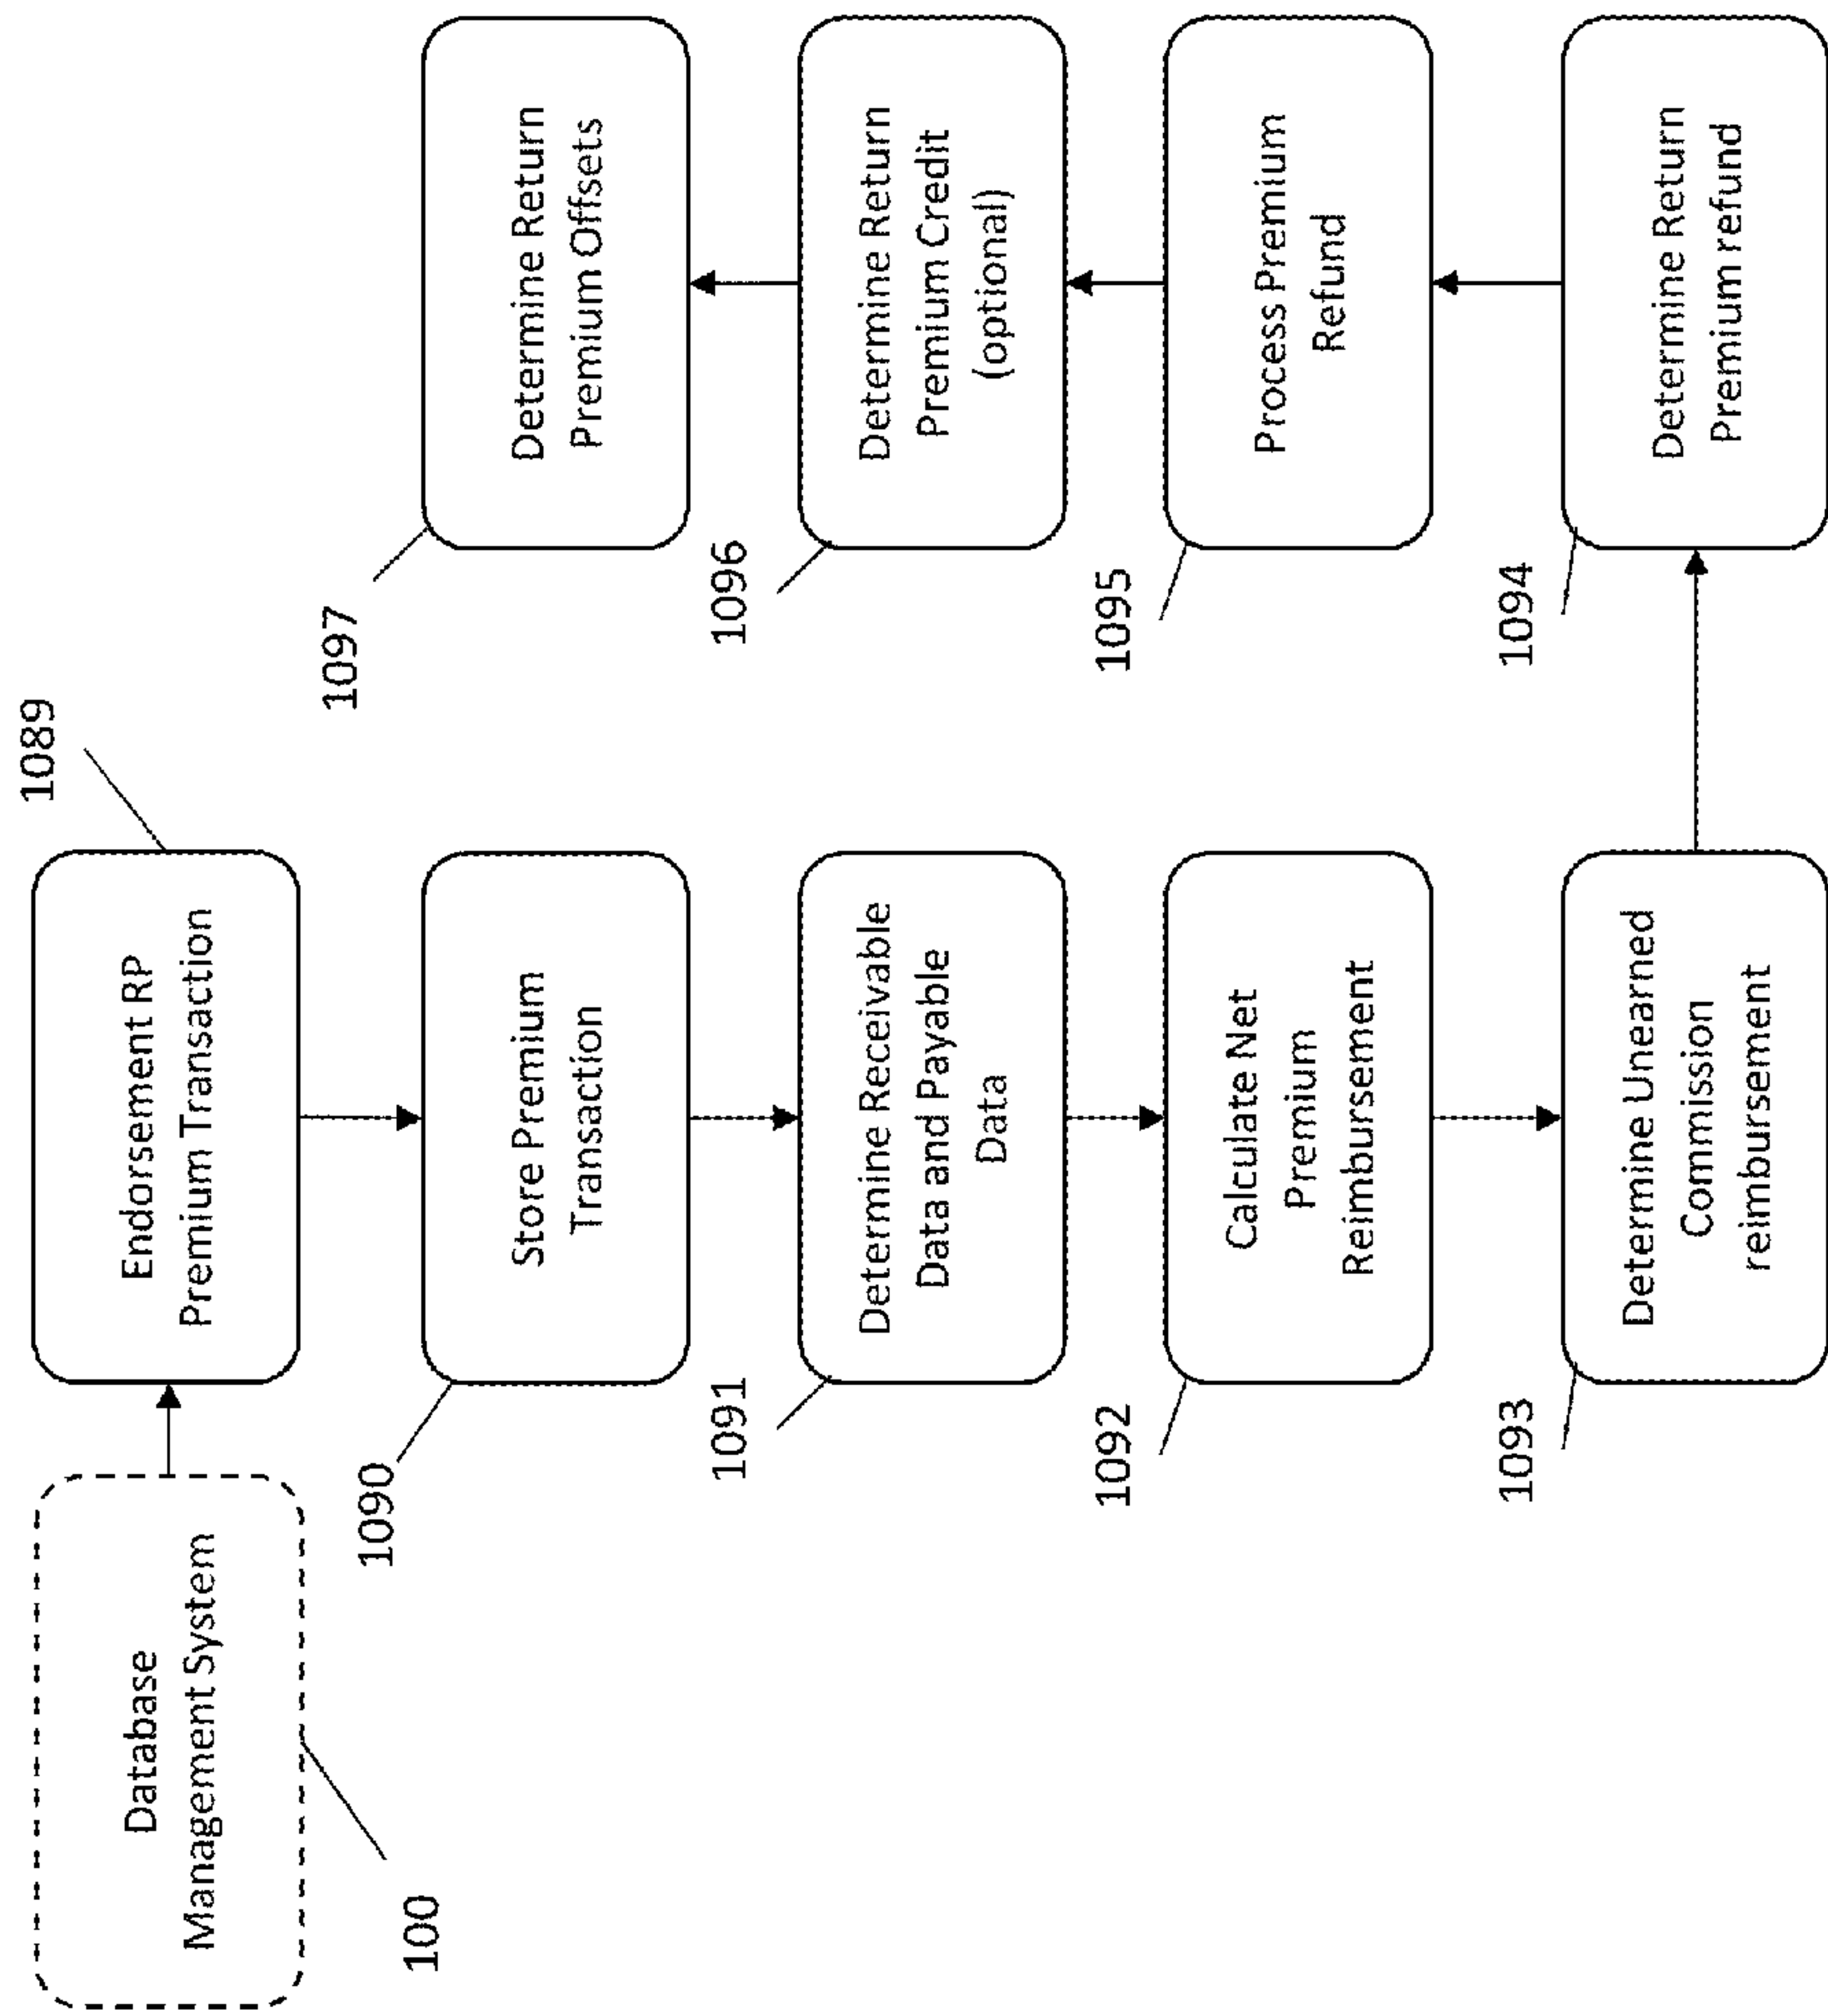 Database
Management System
100
Endorsement RP
Premium Transaction
1089
Store Premium
Transaction
1090
Determine Receivable
Data and Payable
Data
1091
Calculate Net
Premium
Reimbursement
1092
Determine Unearned
Commission
reimbursement
1093
Determine Return
Premium refund
1094
Process Premium
Refund
1095
Determine Return
Premium Credit
(optional)
1096
Determine Return
Premium Offsets
1097